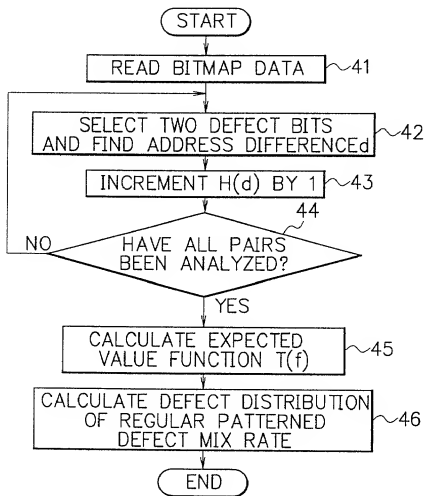 START
READ BITMAP DATA
41
SELECT TWO DEFECT BITS
AND FIND ADDRESS DIFFERENCEd
42
INCREMENT H(d) BY 1
43
44
HAVE ALL PAIRS
BEEN ANALYZED?
NO
YES
CALCULATE EXPECTED
VALUE FUNCTION T(f)
45
CALCULATE DEFECT DISTRIBUTION
OF REGULAR PATTERNED
DEFECT MIX RATE
46
END